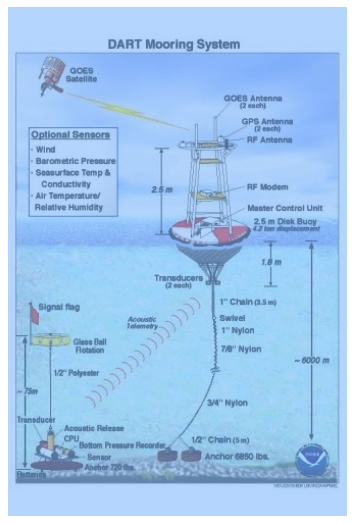 DART Mooring System
GOES
Satellite
GOES Antenna
(2 each)
GPS Antenna
(2 each)
RF Antenna
Optional Sensors
- Wind
- Barometric Pressure
- Seasurface Temp &
Conductivity
- Air Temperature/
Relative Humidity
2.5 m
RF Modem
Master Control Unit
2.5 m Disk Buoy
4.2 ton displacement
1.8 m
Transducers
(2 each)
1" Chain (3.5 m)
Signal flag
Acoustic
Telemetry
Swivel
1" Nylon
Glass Ball
Flotation
7/8" Nylon
~ 6000 m
1/2" Polyester
~ 75m
3/4" Nylon
Transducer
Acoustic Release
CPU
Bottom Pressure Recorder
1/2" Chain (5 m)
Sensor
Anchor 6850 lbs.
Anchor 720 lbs.
Batteries